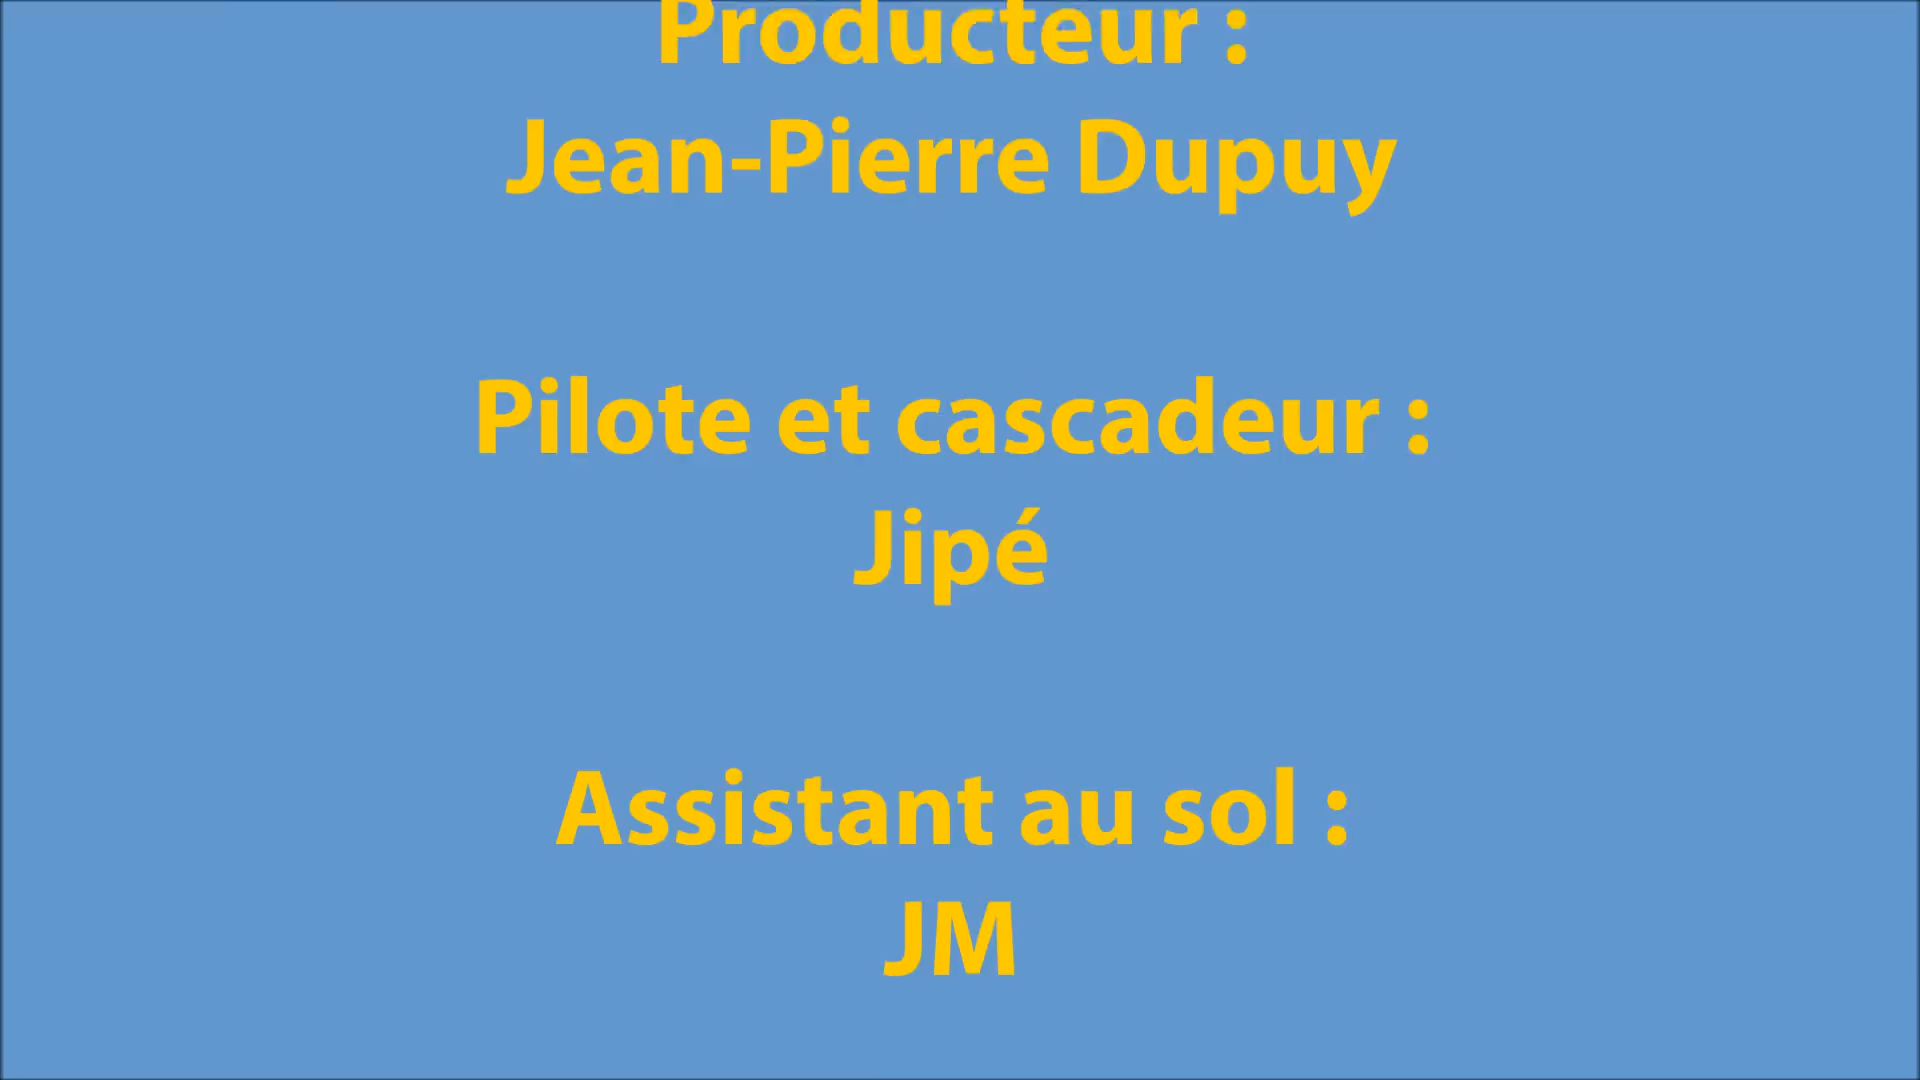 Producteur :
Jean-Pierre Dupuy
Pilote et cascadeur :
Jipé
Assistant au sol :
JM